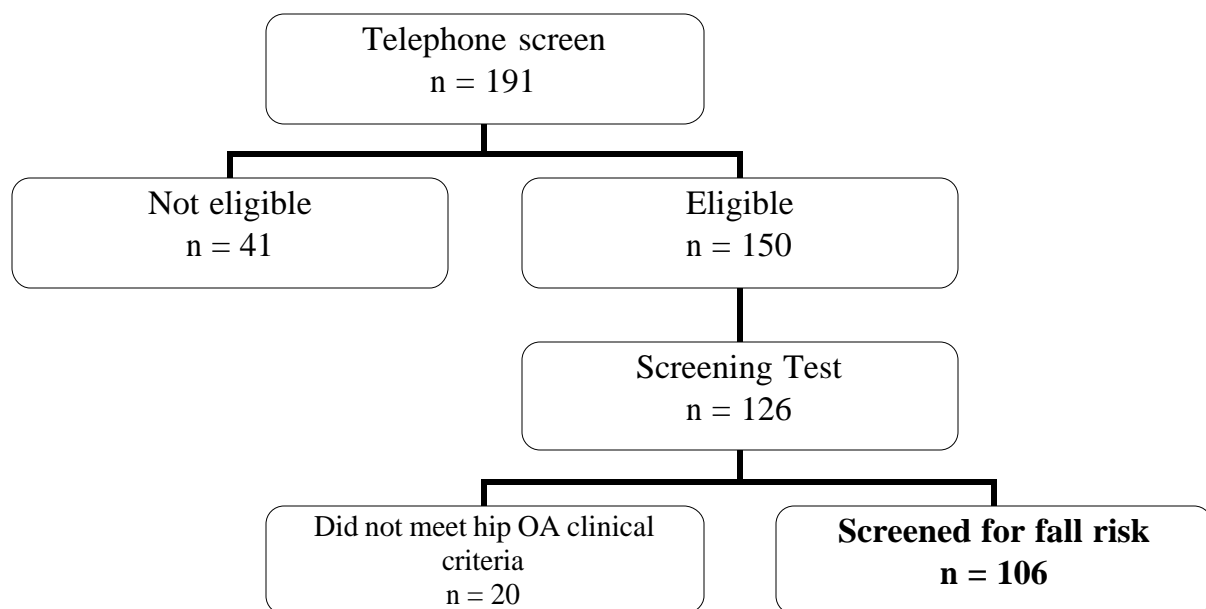 Telephone screen
n = 191
Not eligible
n = 41
Eligible
n = 150
Screening Test
n = 126
Did not meet hip OA clinical
criteria
n = 20
Screened for fall risk
n = 106